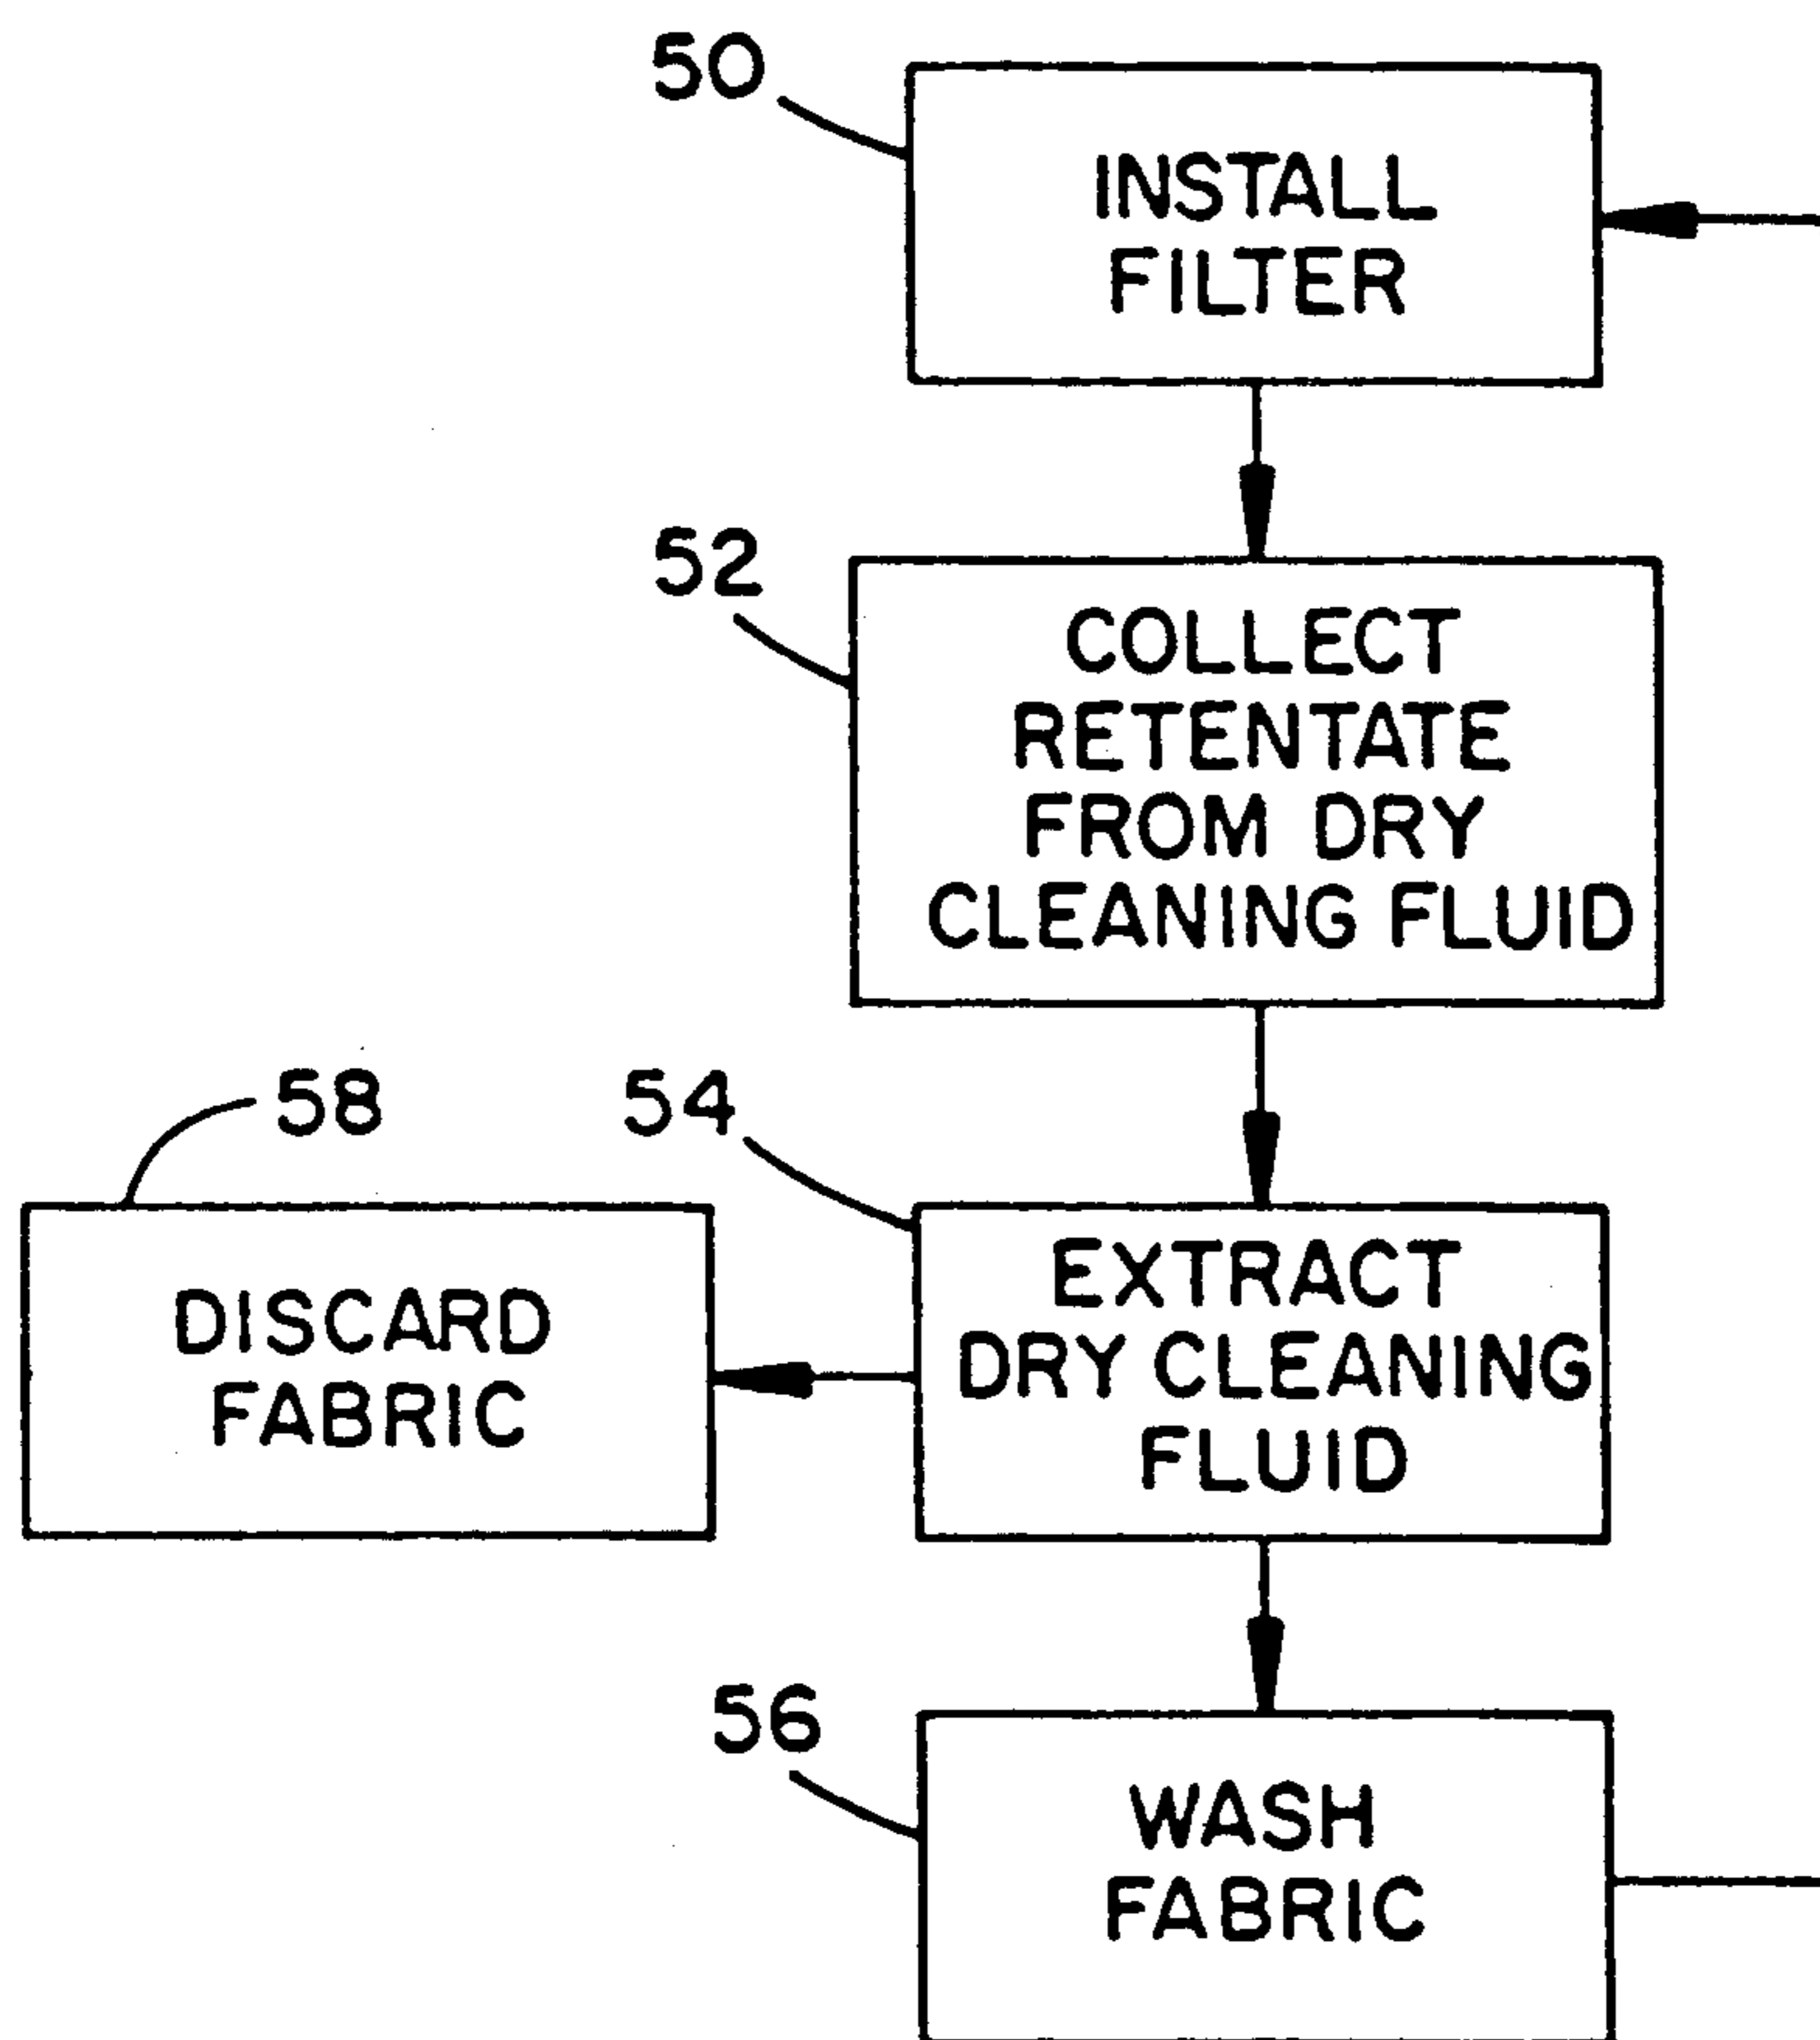 50
INSTALL
FILTER
52
COLLECT
RETENTATE
FROM DRY
CLEANING FLUID
58
DISCARD
FABRIC
54
EXTRACT
DRY CLEANING
FLUID
56
WASH
FABRIC